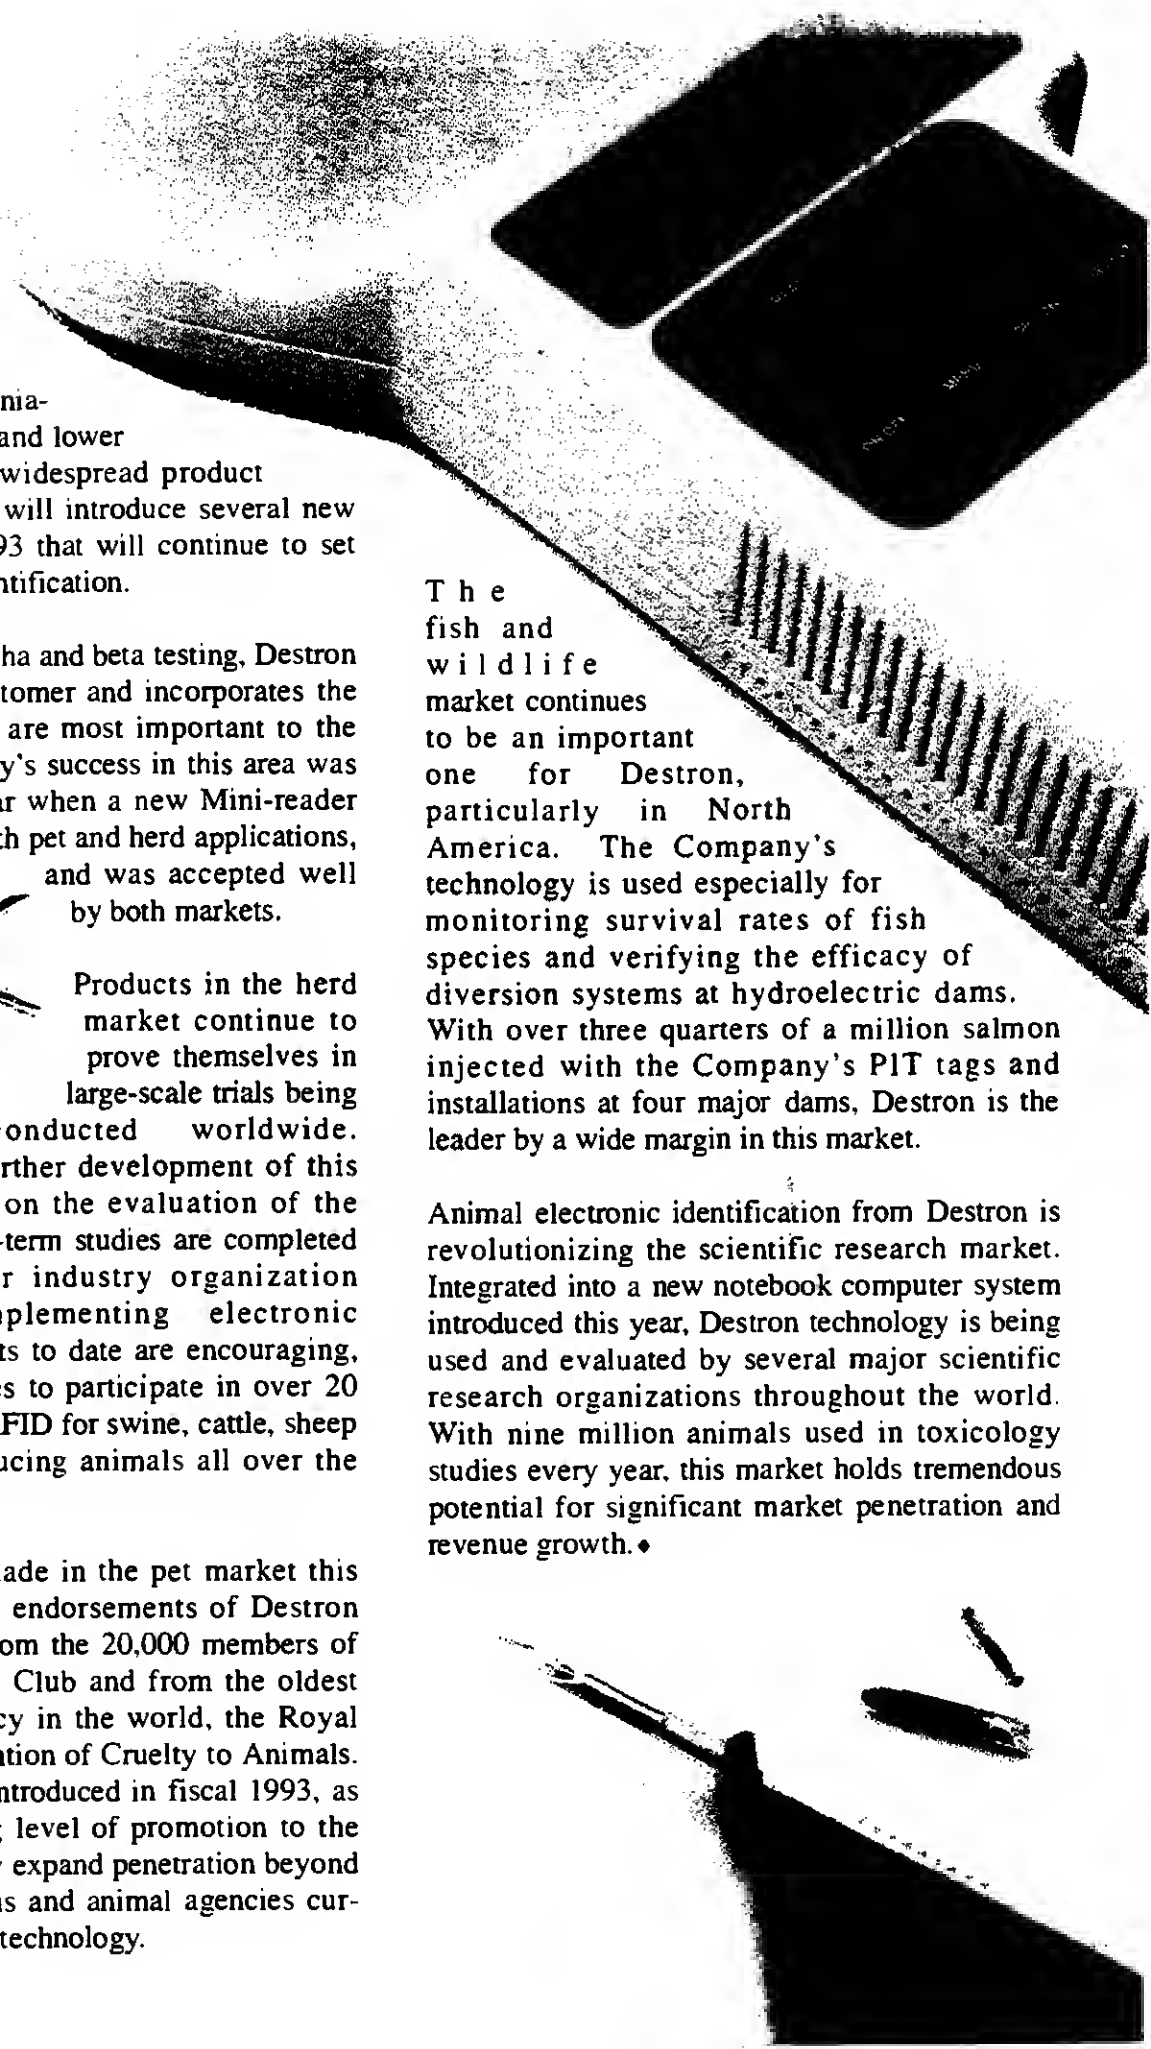 nia-
and lower
widespread product
will introduce several new
93 that will continue to set
ntification.
ha and beta testing, Destron
stomer and incorporates the
are most important to the
y's success in this area was
ar when a new Mini-reader
th pet and herd applications,
and was accepted well
by both markets.
Products in the herd
market continue to
prove themselves in
large-scale trials being
onducted worldwide.
rther development of this
on the evaluation of the
-term studies are completed
r industry organization
plementing electronic
ts to date are encouraging,
es to participate in over 20
FID for swine, cattle, sheep
ucing animals all over the
ade in the pet market this
endorsements of Destron
om the 20,000 members of
Club and from the oldest
cy in the world, the Royal
ntion of Cruelty to Animals.
ntroduced in fiscal 1993, as
g level of promotion to the
y expand penetration beyond
ns and animal agencies cur-
technology.
The
fish and
wildlife
market continues
to be an important
one for Destron,
particularly in North
America. The Company's
technology is used especially for
monitoring survival rates of fish
species and verifying the efficacy of
diversion systems at hydroelectric dams.
With over three quarters of a million salmon
injected with the Company's PIT tags and
installations at four major dams, Destron is the
leader by a wide margin in this market.
Animal electronic identification from Destron is
revolutionizing the scientific research market.
Integrated into a new notebook computer system
introduced this year, Destron technology is being
used and evaluated by several major scientific
research organizations throughout the world.
With nine million animals used in toxicology
studies every year, this market holds tremendous
potential for significant market penetration and
revenue growth.♦